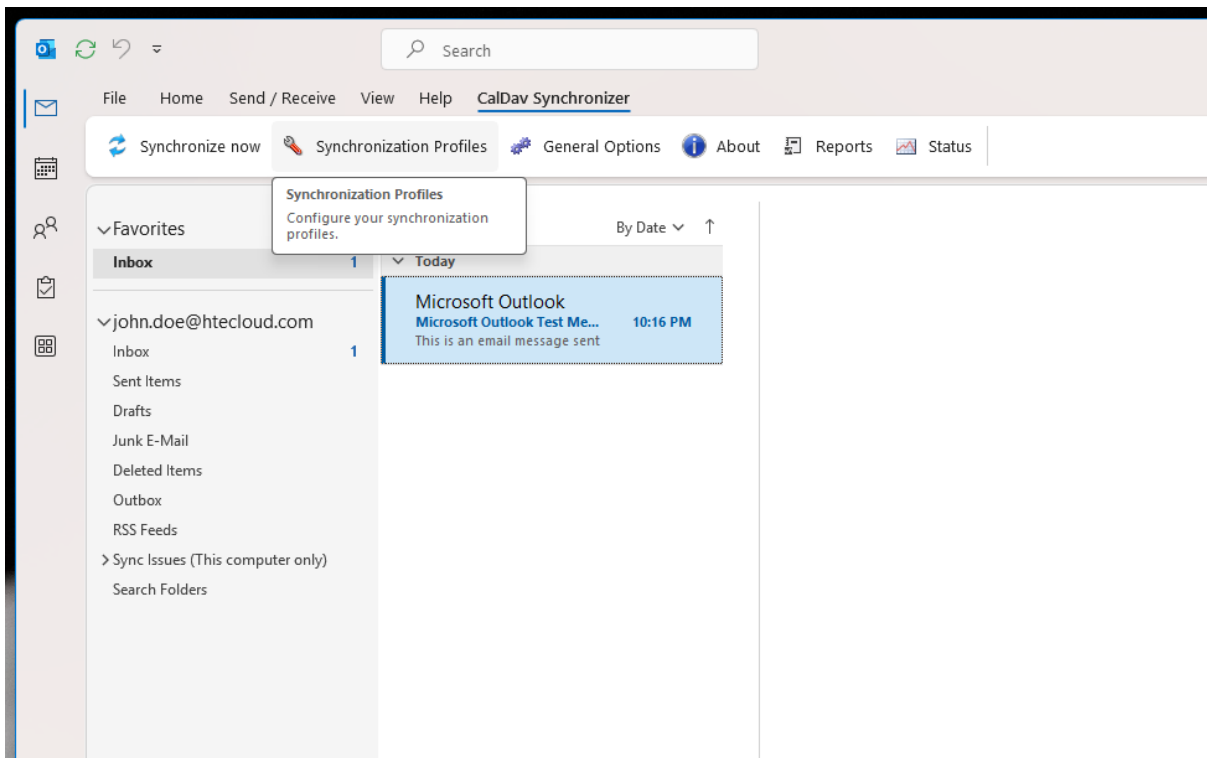 Search
File Home Send / Receive View Help CalDav Synchronizer
Synchronize now Synchronization Profiles General Options About Reports Status
Synchronization Profiles
Configure your synchronization
profiles.
Favorites
By Date
Inbox 1
Today
Microsoft Outlook
Microsoft Outlook Test Me... 10:16 PM
This is an email message sent
john.doe@htecloud.com
Inbox 1
Sent Items
Drafts
Junk E-Mail
Deleted Items
Outbox
RSS Feeds
Sync Issues (This computer only)
Search Folders